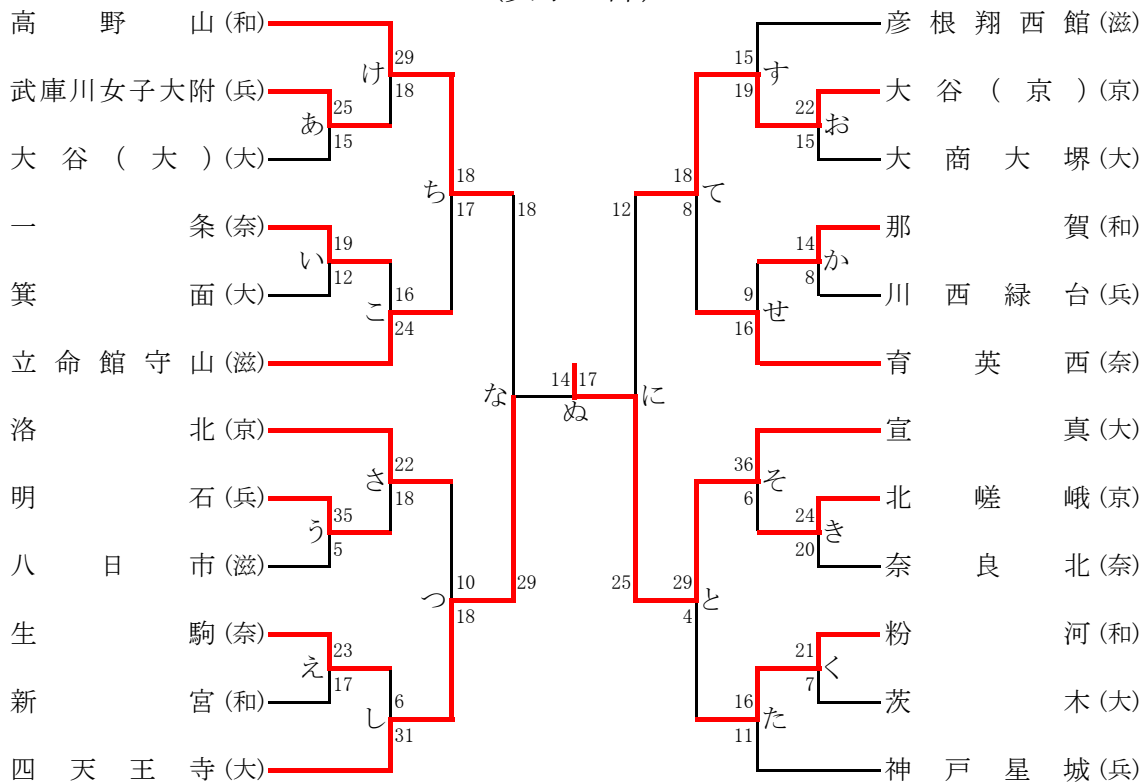 高野山(和)
29
け
18
武庫川女子大附(兵)
25
あ
15
大谷(大)(大)
18
ち
17
18
一条(奈)
19
い
12
箕面(大)
16
こ
24
立命館守山(滋)
な
14 17
ぬ
洛北(京)
22
さ
18
明石(兵)
35
う
5
八日市(滋)
10
つ
18
29
生駒(奈)
23
え
17
新宮(和)
6
し
31
四天王寺(大)
彦根翔西館(滋)
15
す
19
大谷(京)(京)
22
お
15
大商大堺(大)
18
て
8
12
那賀(和)
14
か
8
川西緑台(兵)
9
せ
16
育英西(奈)
に
宣真(大)
36
そ
6
北嵯峨(京)
24
き
20
奈良北(奈)
25
29
と
4
粉河(和)
21
く
7
茨木(大)
16
た
11
神戸星城(兵)